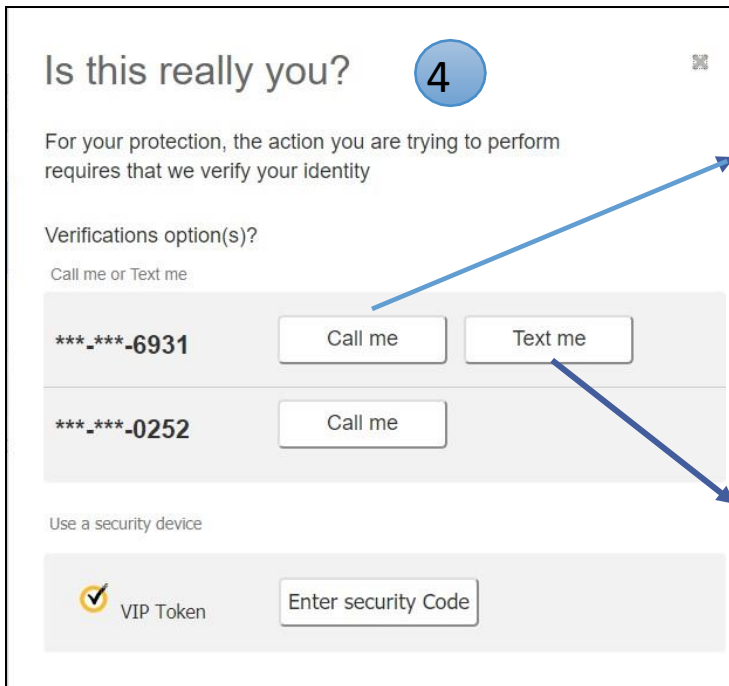 Is this really you?
4
For your protection, the action you are trying to perform
requires that we verify your identity
Verifications option(s)?
Call me or Text me
***-***-6931 Call me Text me
***-***-0252 Call me
Use a security device
VIP Token Enter security Code